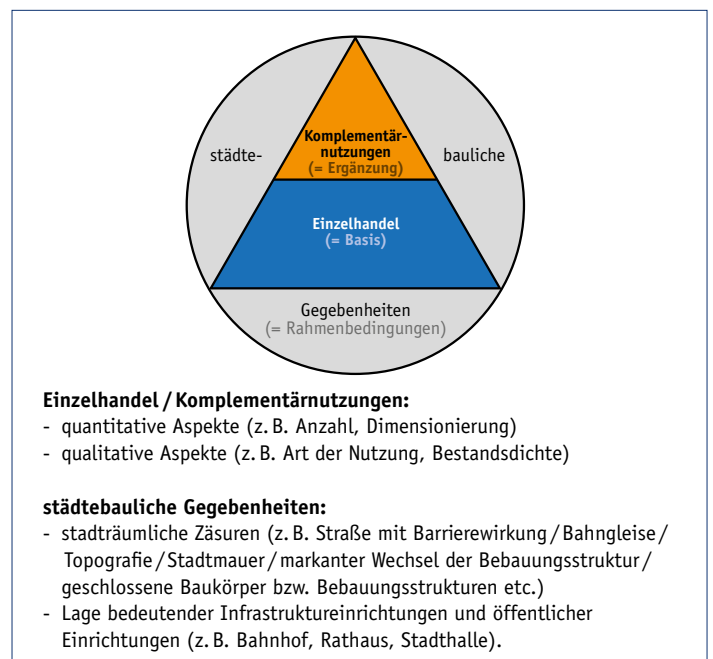 Komplementär-
nutzungen
(= Ergänzung)
städte-
bauliche
Einzelhandel
(= Basis)
Gegebenheiten
(= Rahmenbedingungen)
Einzelhandel / Komplementärnutzungen:
- quantitative Aspekte (z. B. Anzahl, Dimensionierung)
- qualitative Aspekte (z. B. Art der Nutzung, Bestandsdichte)
städtebauliche Gegebenheiten:
- stadträumliche Zäsuren (z. B. Straße mit Barrierewirkung / Bahngleise /
Topografie / Stadtmauer / markanter Wechsel der Bebauungsstruktur /
geschlossene Baukörper bzw. Bebauungsstrukturen etc.)
- Lage bedeutender Infrastruktureinrichtungen und öffentlicher
Einrichtungen (z. B. Bahnhof, Rathaus, Stadthalle).